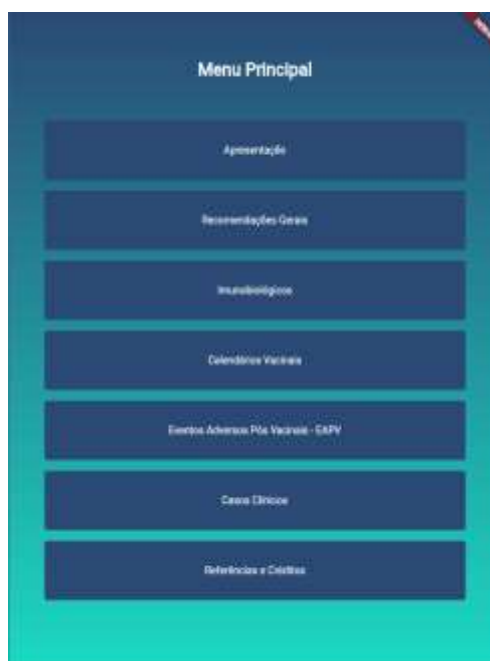 Menu Principal
Apresentação
Recomendações Gerais
Imunobiológicos
Calendários Vacinais
Eventos Adversos Pós Vacinais - EAPV
Casos Clínicos
Referências e Créditos